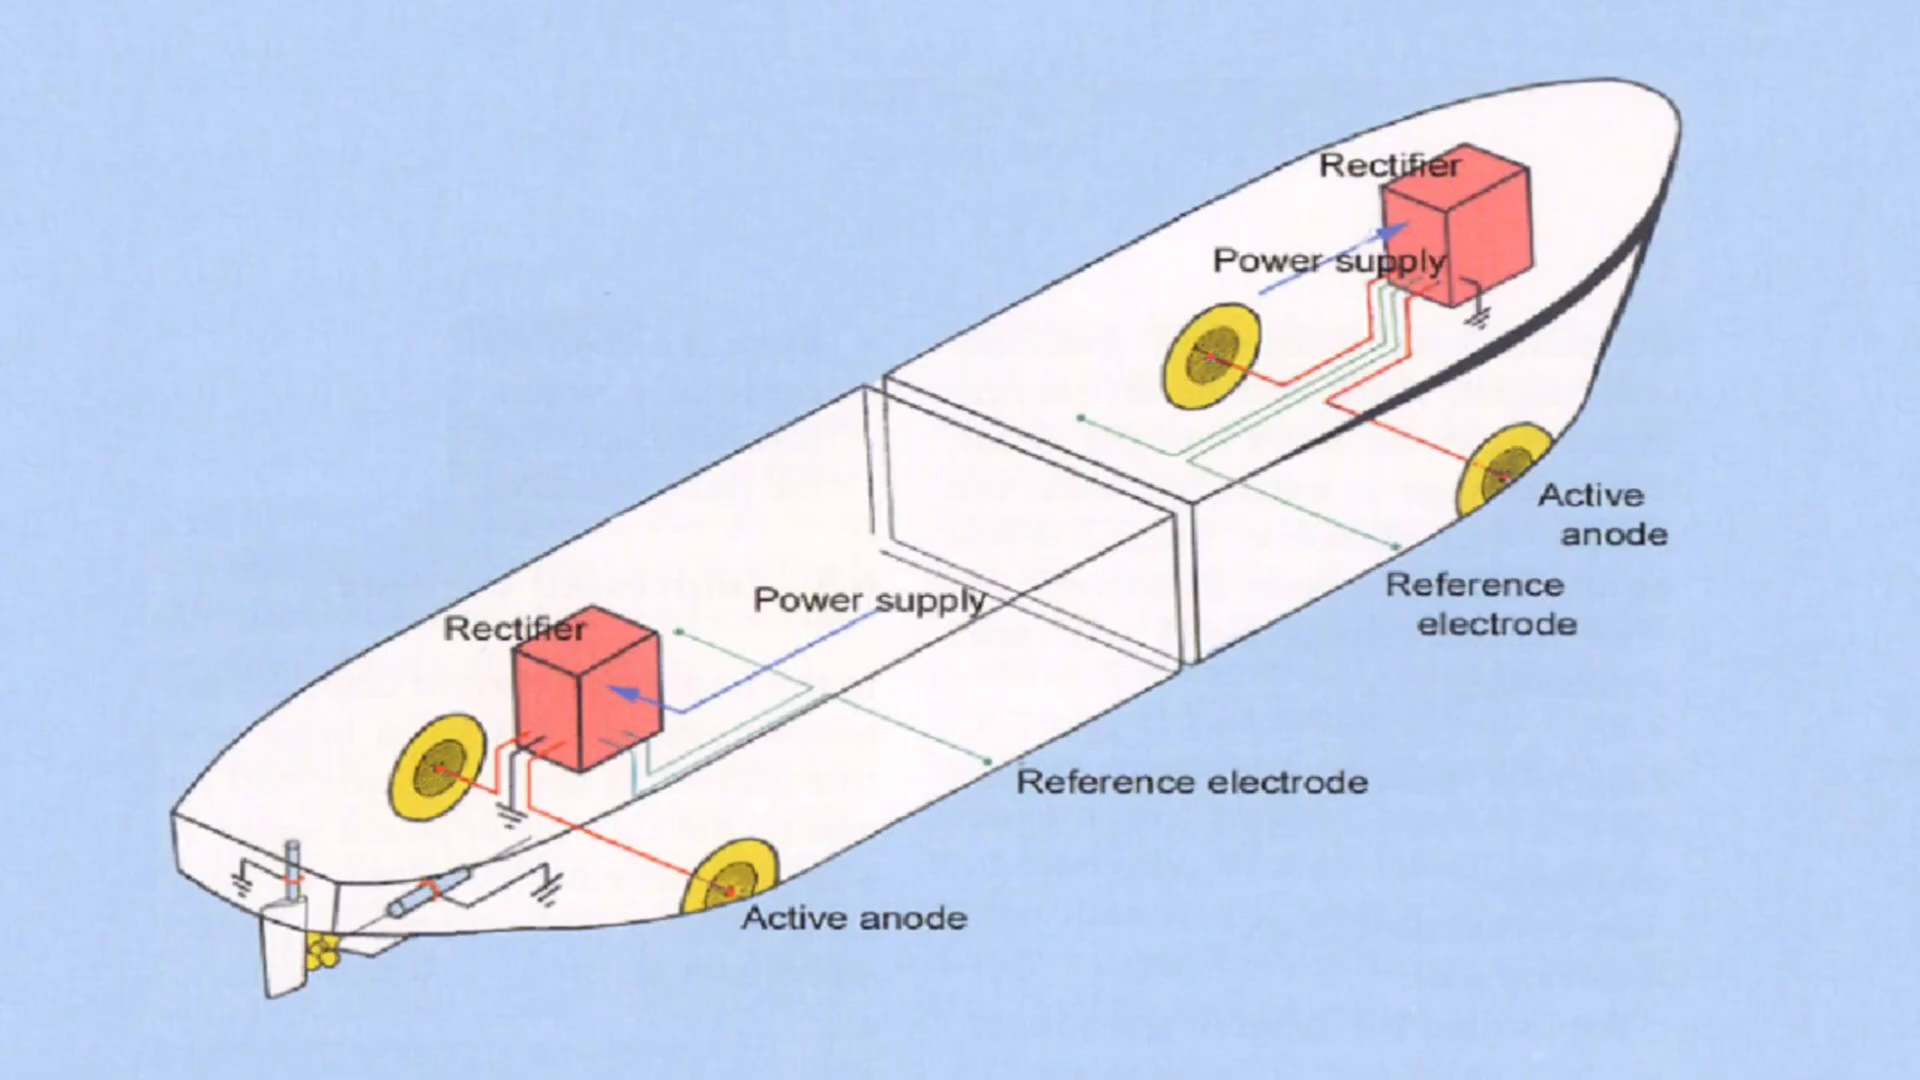 Rectifier
Power supply
Active
anode
Reference
electrode
Power supply
Rectifier
Reference electrode
Active anode